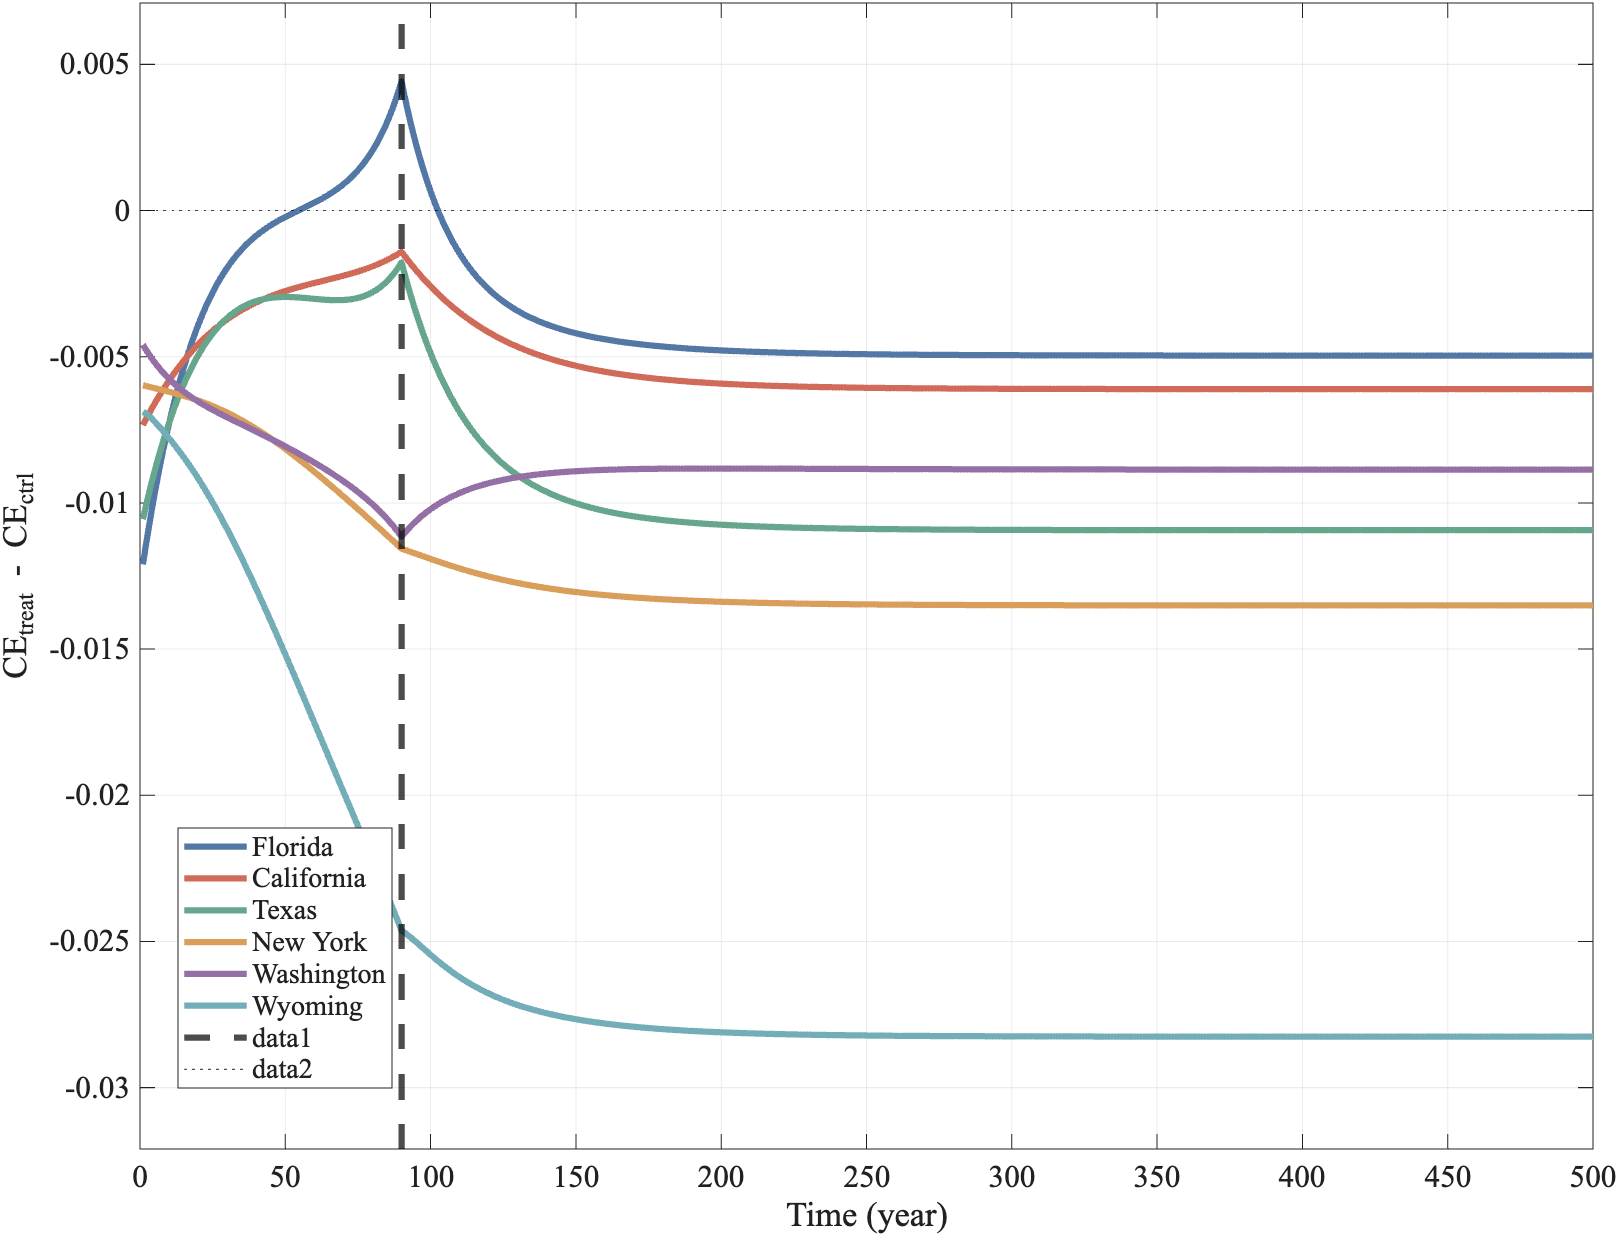 0.005
0
-0.005
-0.01
-0.015
-0.02
-0.025
-0.03
CEtreat - CEctrl
Florida
California
Texas
New York
Washington
Wyoming
data1
data2
0 50 100 150 200 250 300 350 400 450 500
Time (year)